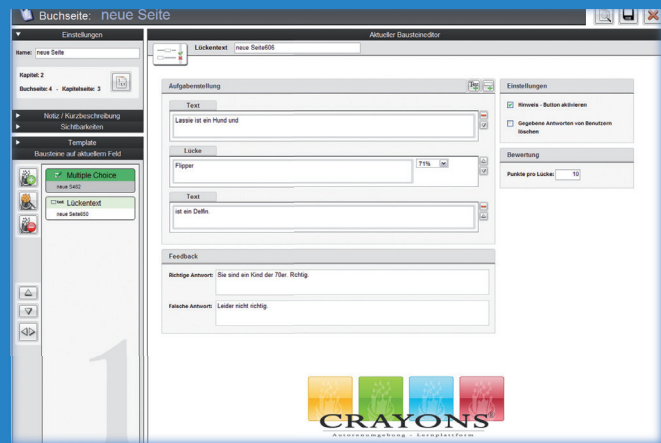 Buchseite: neue Seite
Einstellungen
Name: neue Seite
Kapitel: 2
Buchseite: 4 - Kapitelseite: 3
Notiz / Kurzbeschreibung
Sichtbarkeiten
Template
Bausteine auf aktuellem Feld
Multiple Choice
neue S402
Lückentext
neue Seite650
1
Aktueller Bausteineditor
Lückentext neue Seite606
Aufgabenstellung
Text
Lassie ist ein Hund und
Lücke
Flipper 71%
Text
ist ein Delfin.
Feedback
Richtige Antwort: Sie sind ein Kind der 70er. Richtig.
Falsche Antwort: Leider nicht richtig.
Einstellungen
Hinweis - Button aktivieren
Gegebene Antworten von Benutzern
löschen
Bewertung
Punkte pro Lücke: 10
CRAYONS
Autorenumgebung - Lernplattform